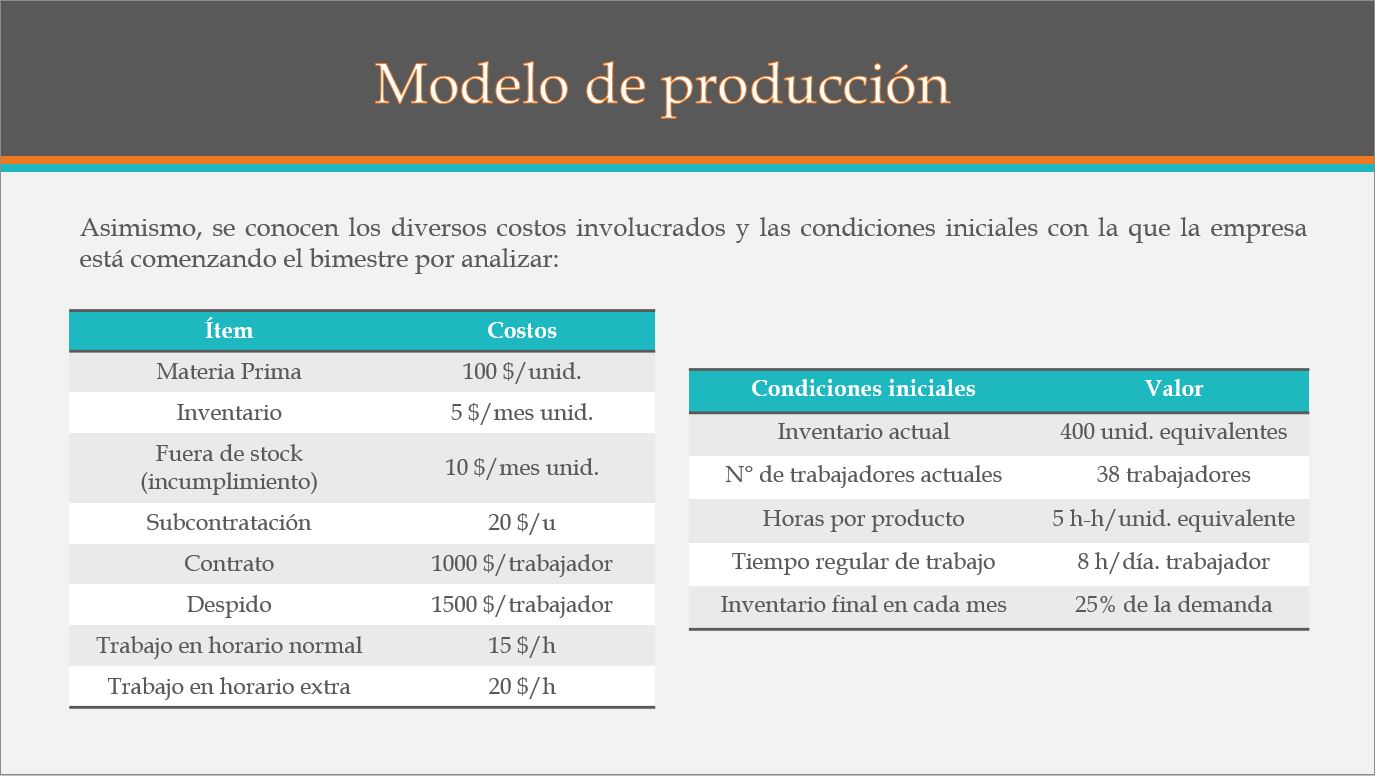 Modelo de producción
Asimismo, se conocen los diversos costos involucrados y las condiciones iniciales con la que la empresa
está comenzando el bimestre por analizar:
Ítem Costos
Materia Prima 100 $/unid.
Inventario 5 $/mes unid.
Fuera de stock
(incumplimiento) 10 $/mes unid.
Subcontratación 20 $/u
Contrato 1000 $/trabajador
Despido 1500 $/trabajador
Trabajo en horario normal 15 $/h
Trabajo en horario extra 20 $/h
Condiciones iniciales Valor
Inventario actual 400 unid. equivalentes
N° de trabajadores actuales 38 trabajadores
Horas por producto 5 h-h/unid. equivalente
Tiempo regular de trabajo 8 h/día. trabajador
Inventario final en cada mes 25% de la demanda